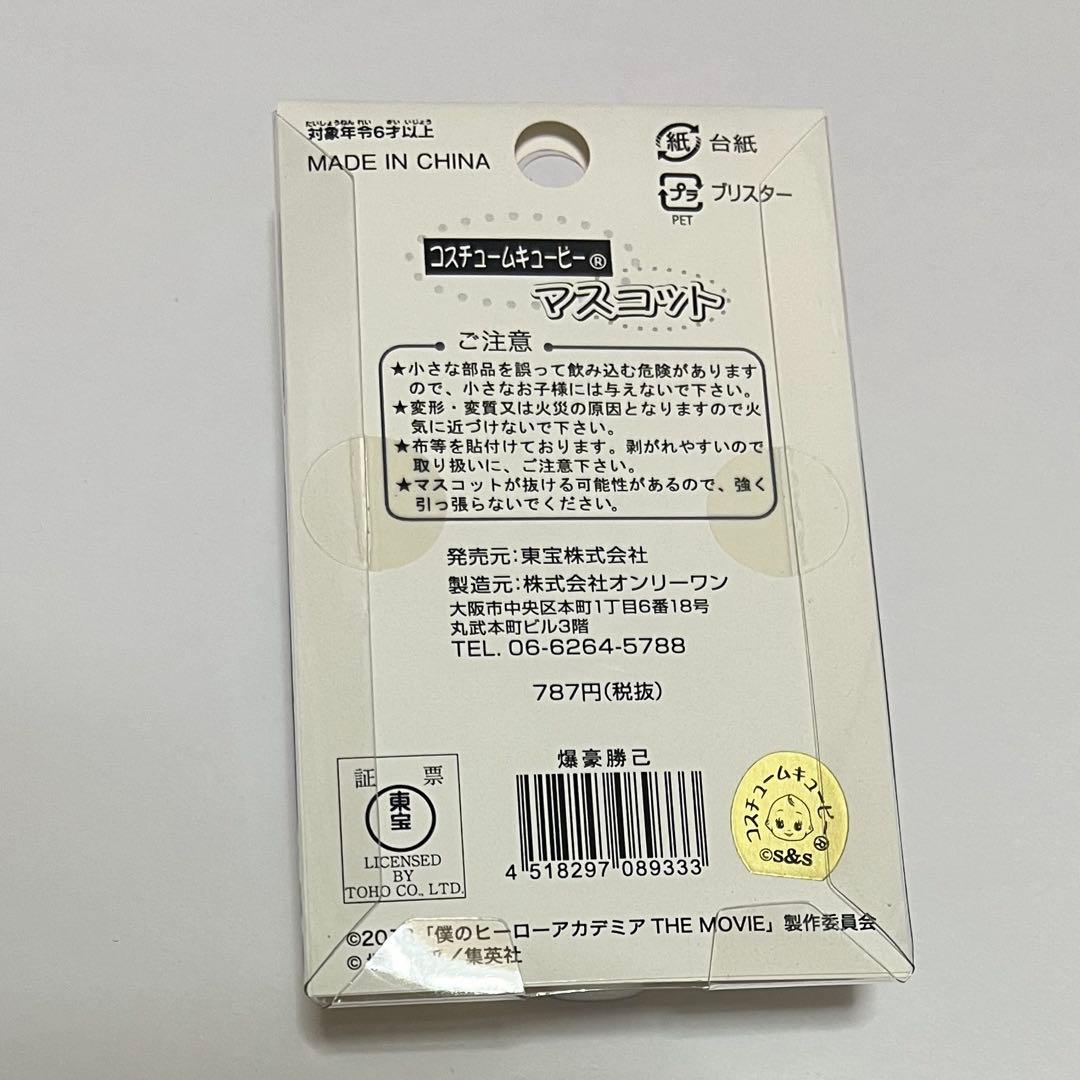 たいしょうねんれい さいいじょう
対象年令6才以上
MADE IN CHINA
紙 台紙
プラ ブリスター
PET
コスチュームキューピー®
マスコット
ご注意
★小さな部品を誤って飲み込む危険があります
ので、小さなお子様には与えないで下さい。
★変形・変質又は火災の原因となりますので火
気に近づけないで下さい。
★布等を貼付けております。剥がれやすいので
取り扱いに、ご注意下さい。
★マスコットが抜ける可能性があるので、強く
引っ張らないでください。
発売元:東宝株式会社
製造元:株式会社オンリーワン
大阪市中央区本町1丁目6番18号
丸武本町ビル3階
TEL. 06-6264-5788
787円(税抜)
爆豪勝己
4 518297 089333
証 票
東宝
LICENSED
BY
TOHO CO., LTD.
コスチュームキューピー®
©S&S
「僕のヒーローアカデミア THE MOVIE」製作委員会
／集英社